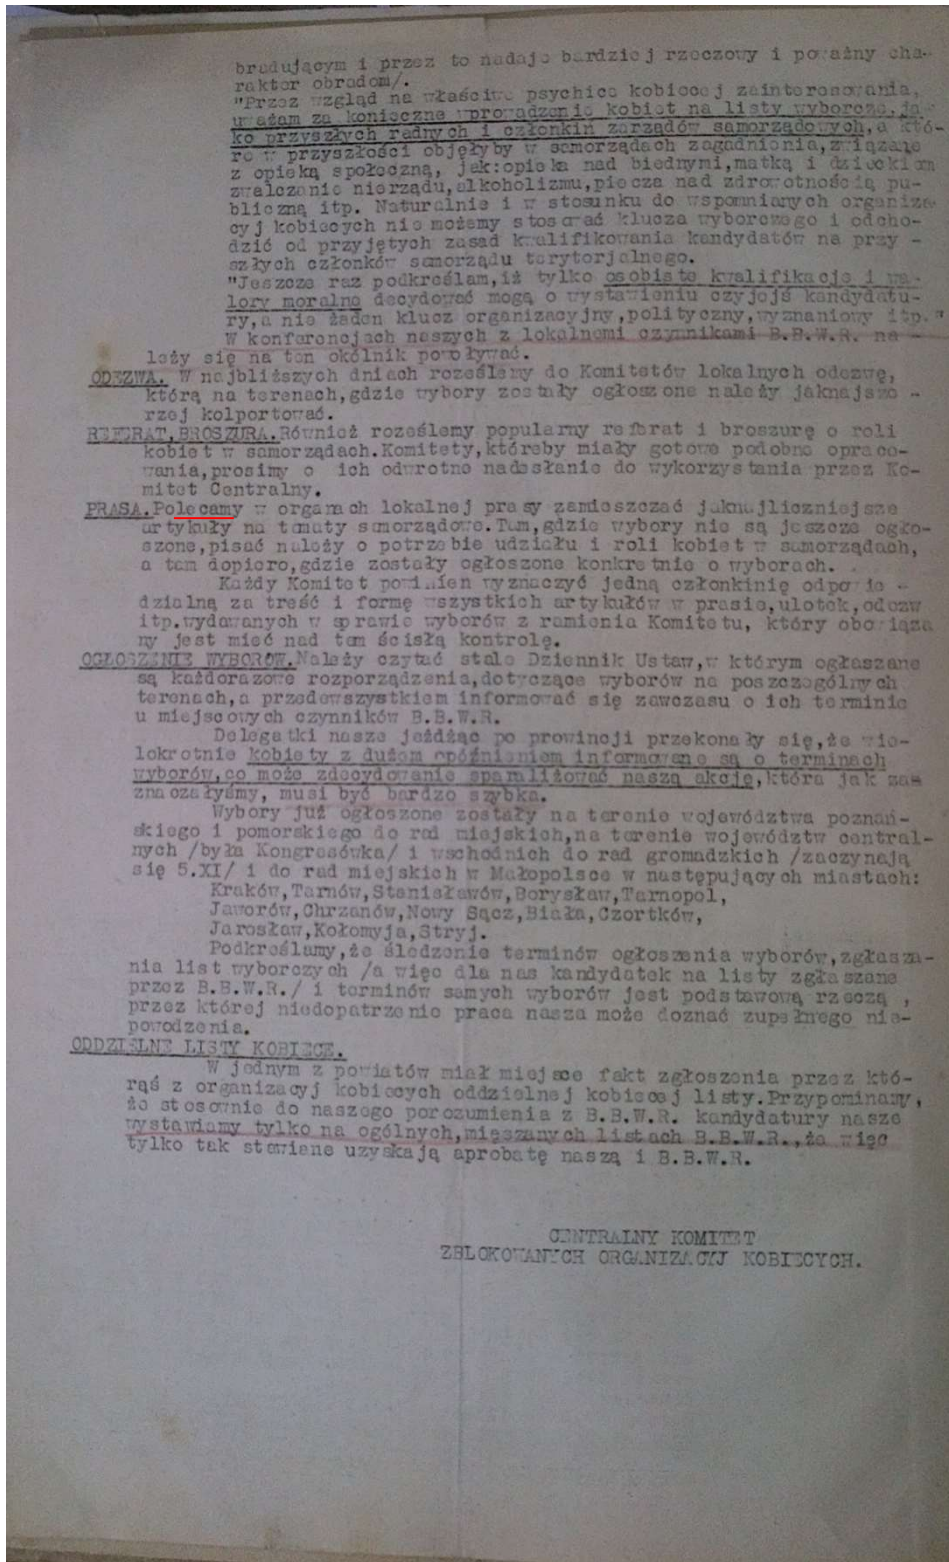 bradującym i przez to nadaje bardziej rzeczowy i poważny cha-
rakter obradom/.
"Przez wzgląd na właściwe psychice kobiecej zainteresowania,
uważam za konieczne wprowadzenie kobiet na listy wyborcze, ja-
ko przyszłych radnych i członkiń zarządów samorządowych, a któ-
re w przyszłości objęłyby w samorządach zagadnienia, związane
z opieką społeczną, jak: opieka nad biednymi, matką i dzieckiem
zwalczanie nierządu, alkoholizmu, piecza nad zdrowotnością pu-
bliczną itp. Naturalnie i w stosunku do wspomnianych organiza-
cyj kobiecych nie możemy stosować klucza wyborczego i odcho-
dzić od przyjętych zasad kwalifikowania kandydatów na przy -
szłych członków samorządu terytorjalnego.
"Jeszcze raz podkreślam, iż tylko osobiste kwalifikacje i wa-
lory moralne decydować mogą o wystawieniu czyjejś kandydatu-
ry, a nie żaden klucz organizacyjny, polityczny, wyznaniowy itp."
W konferencjach naszych z lokalnemi czynnikami B.B.W.R. na -
leży się na ten okólnik powoływać.
ODEZWA. W najbliższych dniach roześlemy do Komitetów lokalnych odezwę,
którą na terenach, gdzie wybory zostały ogłoszone należy jaknajsze -
rzej kolportować.
REFERAT, BROSZURA. Również roześlemy popularny referat i broszurę o roli
kobiet w samorządach. Komitety, któreby miały gotowe podobne opraco-
wania, prosimy o ich odwrotne nadesłanie do wykorzystania przez Ko-
mitet Centralny.
PRASA. Polecamy w organach lokalnej prasy zamieszczać jaknajliczniejsze
artykuły na tematy samorządowe. Tam, gdzie wybory nie są jeszcze ogło-
szone, pisać należy o potrzebie udziału i roli kobiet w samorządach,
a tam dopiero, gdzie zostały ogłoszone konkretnie o wyborach.
Każdy Komitet powinien wyznaczyć jedną członkinię odpowie -
dzialną za treść i formę wszystkich artykułów w prasie, ulotek, odezw
itp. wydawanych w sprawie wyborów z ramienia Komitetu, który obowiąza
ny jest mieć nad tem ścisłą kontrolę.
OGŁOSZENIE WYBORÓW. Należy czytać stale Dziennik Ustaw, w którym ogłaszane
są każdorazowe rozporządzenia, dotyczące wyborów na poszczególnych
terenach, a przedewszystkiem informować się zawczasu o ich terminie
u miejscowych czynników B.B.W.R.
Delegatki nasze jeżdżąc po prowincji przekonały się, że wie-
lokrotnie kobiety z dużem opóźnieniem informowane są o terminach
wyborów, co może zdecydowanie sparaliżować naszą akcję, która jak za-
znaczałyśmy, musi być bardzo szybka.
Wybory już ogłoszone zostały na terenie województwa poznań-
skiego i pomorskiego do rad miejskich, na terenie województw central-
nych /była Kongresówka/ i wschodnich do rad gromadzkich /zaczynają
się 5.XI/ i do rad miejskich w Małopolsce w następujących miastach:
Kraków, Tarnów, Stanisławów, Borysław, Tarnopol,
Jaworów, Chrzanów, Nowy Sącz, Biała, Czortków,
Jarosław, Kołomyja, Stryj.
Podkreślamy, że śledzenie terminów ogłoszenia wyborów, zgłasza-
nia list wyborczych /a więc dla nas kandydatek na listy zgłaszane
przez B.B.W.R./ i terminów samych wyborów jest podstawową rzeczą ,
przez której niedopatrzenie praca nasza może doznać zupełnego nie-
powodzenia.
ODDZIELNE LISTY KOBIECE.
W jednym z powiatów miał miejsce fakt zgłoszenia przez któ-
rąś z organizacyj kobiecych oddzielnej kobiecej listy. Przypominamy,
że stosownie do naszego porozumienia z B.B.W.R. kandydatury nasze
wystawiamy tylko na ogólnych, mieszanych listach B.B.W.R., że więc
tylko tak stawiane uzyskają aprobatę naszą i B.B.W.R.
CENTRALNY KOMITET
ZBLOKOWANYCH ORGANIZACYJ KOBIECYCH.